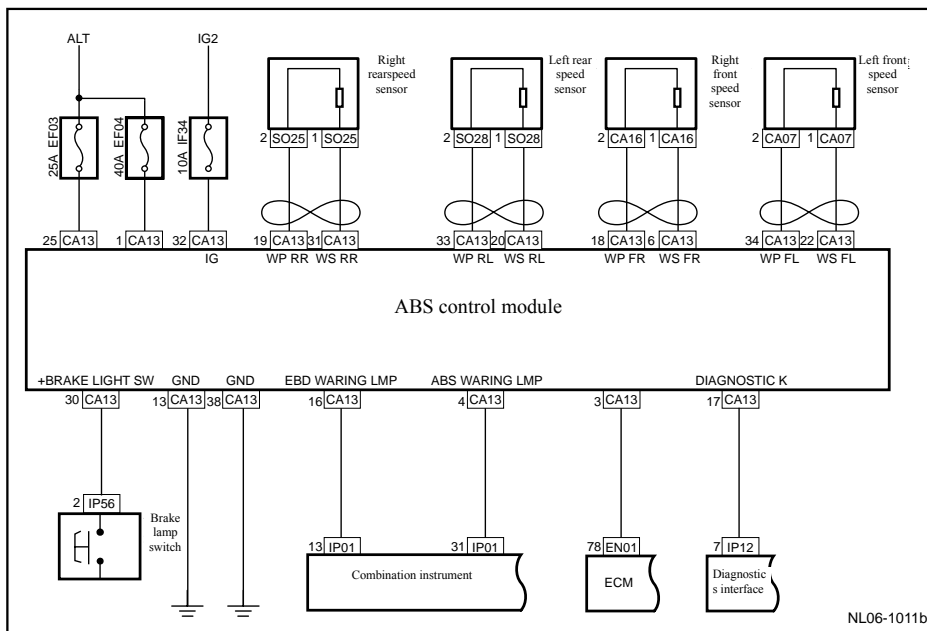 ALT
IG2
Right
rearspeed
sensor
Left rear
speed
sensor
Right
front
speed
sensor
Left front
speed
sensor
25A EF03
40A EF04
10A IF34
2 SO25 1 SO25
2 SO28 1 SO28
2 CA16 1 CA16
2 CA07 1 CA07
25 CA13 1 CA13 32 CA13 19 CA13 31 CA13 33 CA13 20 CA13 18 CA13 6 CA13 34 CA13 22 CA13
IG WP RR WS RR WP RL WS RL WP FR WS FR WP FL WS FL
ABS control module
+BRAKE LIGHT SW GND GND EBD WARING LMP ABS WARING LMP DIAGNOSTIC K
30 CA13 13 CA13 38 CA13 16 CA13 4 CA13 3 CA13 17 CA13
2 IP56
Brake
lamp
switch
13 IP01 31 IP01 78 EN01 7 IP12
Combination instrument
ECM
Diagnostic
s interface
NL06-1011b